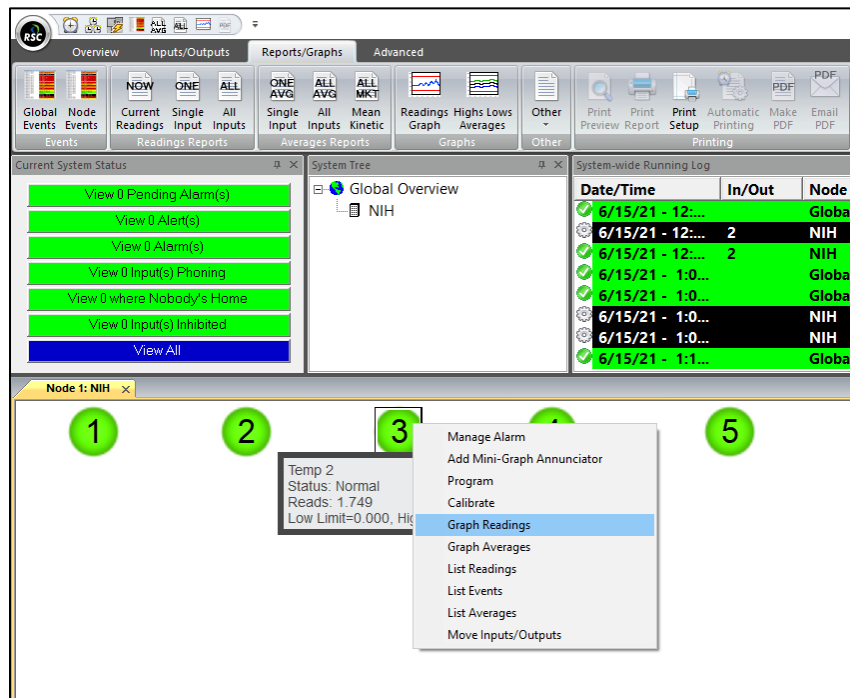 RSC
ALL AVG
ALL
PDF
Overview Inputs/Outputs Reports/Graphs Advanced
NOW ONE ALL ONE AVG ALL AVG ALL MKT PDF PDF
Global Events Node Events Current Readings Single Input All Inputs Single Input All Inputs Mean Kinetic Readings Graph Highs Lows Averages Other Print Preview Print Report Print Setup Automatic Printing Make PDF Email PDF
Events Readings Reports Averages Reports Graphs Other Printing
Current System Status System Tree System-wide Running Log
View 0 Pending Alarm(s)
View 0 Alert(s)
View 0 Alarm(s)
View 0 Input(s) Phoning
View 0 where Nobody's Home
View 0 Input(s) Inhibited
View All
Global Overview
NIH
Date/Time In/Out Node
6/15/21 - 12:... Globa
6/15/21 - 12:... 2 NIH
6/15/21 - 12:... 2 NIH
6/15/21 - 1:0... Globa
6/15/21 - 1:0... Globa
6/15/21 - 1:0... NIH
6/15/21 - 1:0... NIH
6/15/21 - 1:1... Globa
Node 1: NIH
1 2 3 5
Temp 2
Status: Normal
Reads: 1.749
Low Limit=0.000, Hig
Manage Alarm
Add Mini-Graph Annunciator
Program
Calibrate
Graph Readings
Graph Averages
List Readings
List Events
List Averages
Move Inputs/Outputs